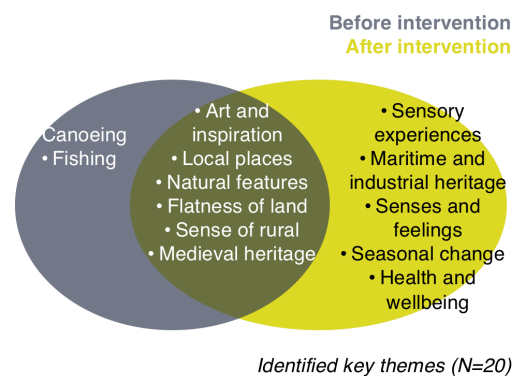 Before intervention
After intervention
Canoeing
• Fishing
• Art and
inspiration
• Local places
• Natural features
• Flatness of land
• Sense of rural
• Medieval heritage
• Sensory
experiences
• Maritime and
industrial heritage
• Senses and
feelings
• Seasonal change
• Health and
wellbeing
Identified key themes (N=20)